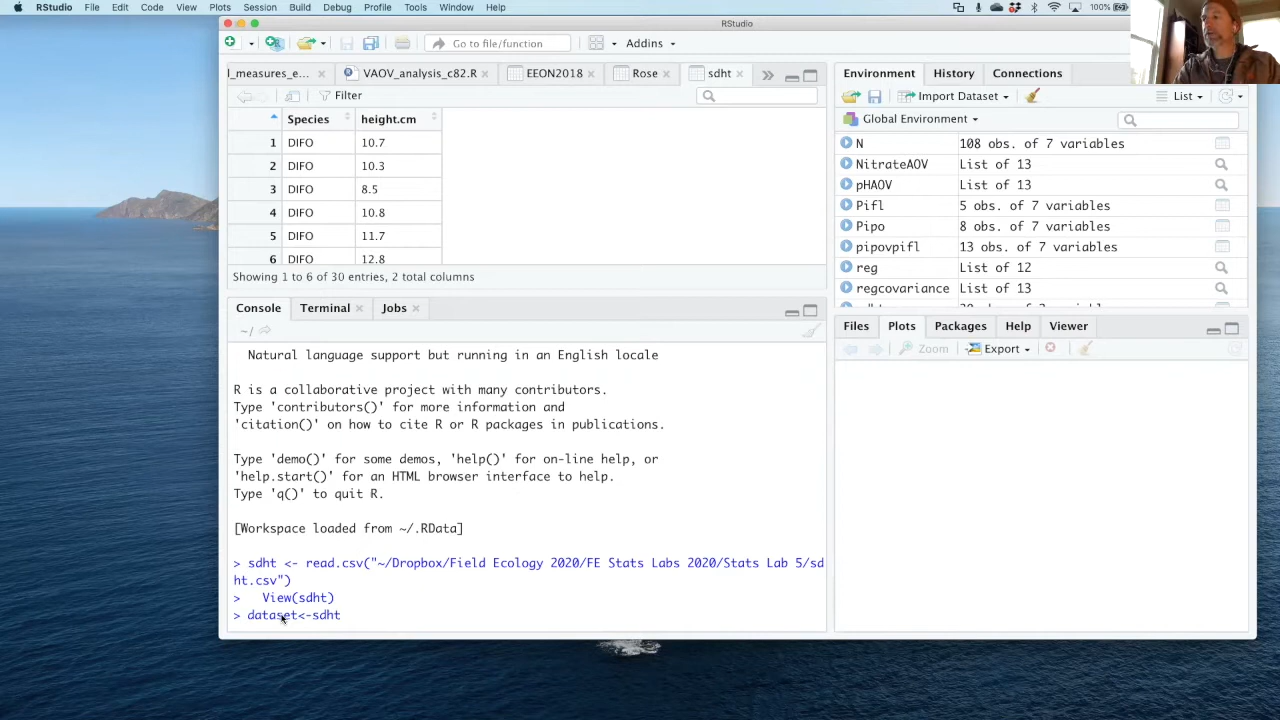 RStudio File Edit Code View Plots Session Build Debug Profile Tools Window Help 100%
RStudio
Go to file/function Addins
l_measures_e... VAOV_analysis_c82.R EEON2018 Rose sdht
Filter
Species height.cm
1 DIFO 10.7
2 DIFO 10.3
3 DIFO 8.5
4 DIFO 10.8
5 DIFO 11.7
6 DIFO 12.8
Showing 1 to 6 of 30 entries, 2 total columns
Console Terminal Jobs
~/
Natural language support but running in an English locale
R is a collaborative project with many contributors.
Type 'contributors()' for more information and
'citation()' on how to cite R or R packages in publications.
Type 'demo()' for some demos, 'help()' for on-line help, or
'help.start()' for an HTML browser interface to help.
Type 'q()' to quit R.
[Workspace loaded from ~/.RData]
> sdht <- read.csv("~/Dropbox/Field Ecology 2020/FE Stats Labs 2020/Stats Lab 5/sd
ht.csv")
> View(sdht)
> dataset<-sdht
Environment History Connections
Import Dataset List
Global Environment
N 108 obs. of 7 variables
NitrateAOV List of 13
pHAOV List of 13
Pifl 5 obs. of 7 variables
Pipo 8 obs. of 7 variables
pipovpifl 13 obs. of 7 variables
reg List of 12
regcovariance List of 13
Files Plots Packages Help Viewer
Zoom Export